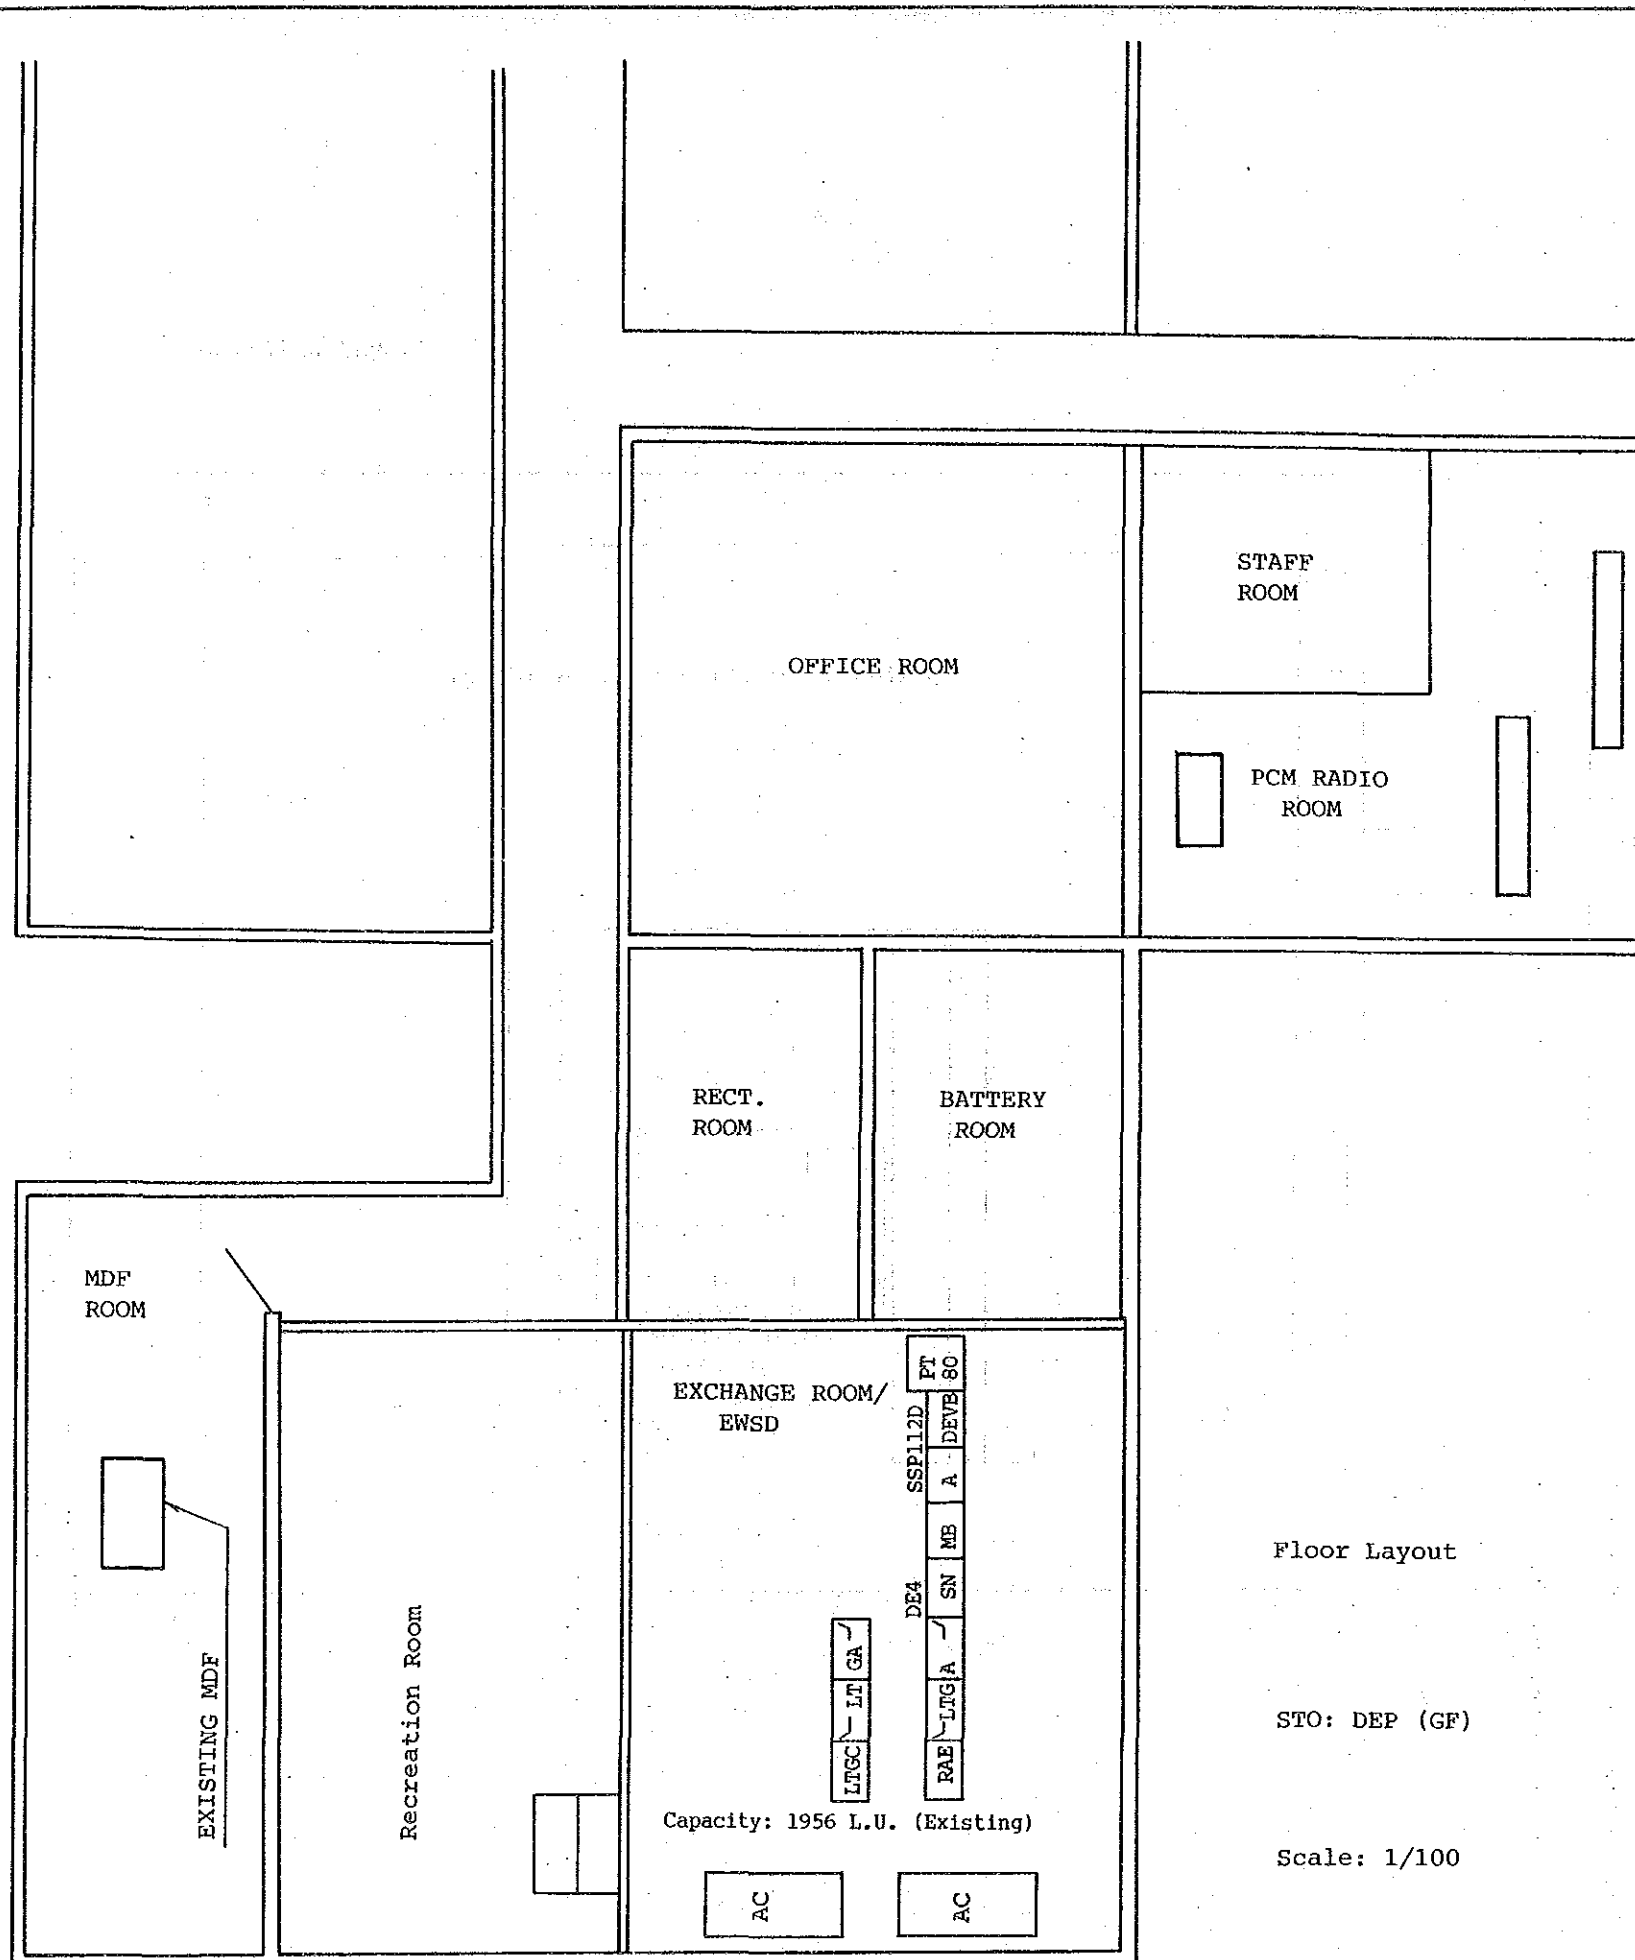 STAFF
ROOM
OFFICE ROOM
PCM RADIO
ROOM
RECT.
ROOM
BATTERY
ROOM
MDF
ROOM
EXISTING MDF
Recreation Room
EXCHANGE ROOM/
EWSD
SSP112D
DE4
PT
80
DEVB
A
MB
SN
A
LTG
RAE
GA
LT
LTGC
Capacity: 1956 L.U. (Existing)
AC
AC
Floor Layout
STO: DEP (GF)
Scale: 1/100